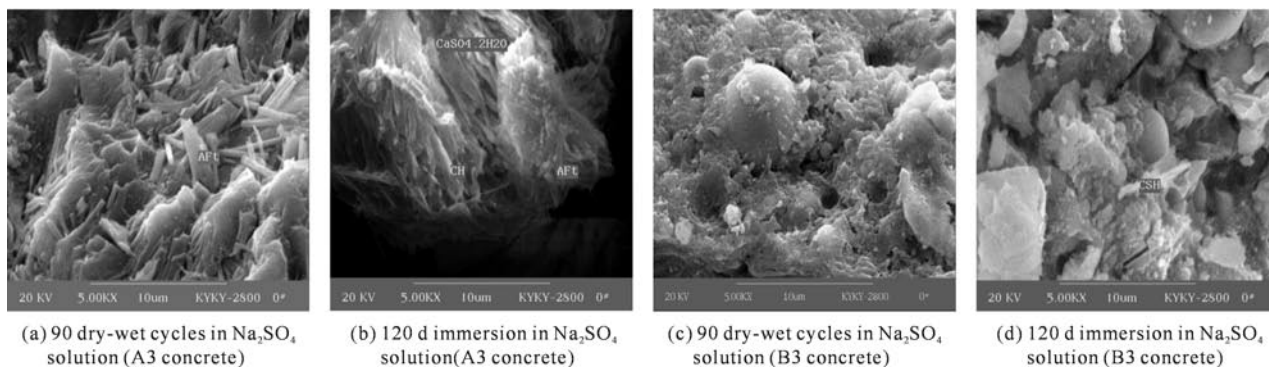 AFt
20 KV 5.00KX 10um KYKY-2800 0#
CaSO4.2H2O
CH
AFt
20 KV 5.00KX 10um KYKY-2800 0#
20 KV 5.00KX 10um KYKY-2800 0#
CSH
20 KV 5.00KX 10um KYKY-2800 0#
(a) 90 dry-wet cycles in Na₂SO₄
solution (A3 concrete)
(b) 120 d immersion in Na₂SO₄
solution(A3 concrete)
(c) 90 dry-wet cycles in Na₂SO₄
solution (B3 concrete)
(d) 120 d immersion in Na₂SO₄
solution (B3 concrete)